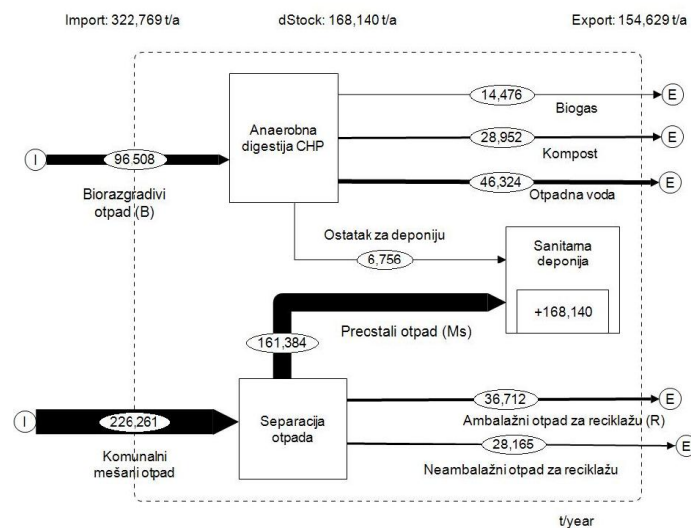 Import: 322,769 t/a dStock: 168,140 t/a Export: 154,629 t/a
14,476
E
Biogas
Anaerobna
digestija CHP
28,952
E
Kompost
I
96 508
46,324
E
Otpadna voda
Biorazgradivi
otpad (B)
Ostatak za deponiju
6,756
Sanitarna
deponija
+168,140
Preostali otpad (Ms)
161,384
36,712
E
Ambalažni otpad za reciklažu (R)
I
226,261
Separacija
otpada
28,165
E
Neambalažni otpad za reciklažu
Komunalni
mešani otpad
t/year